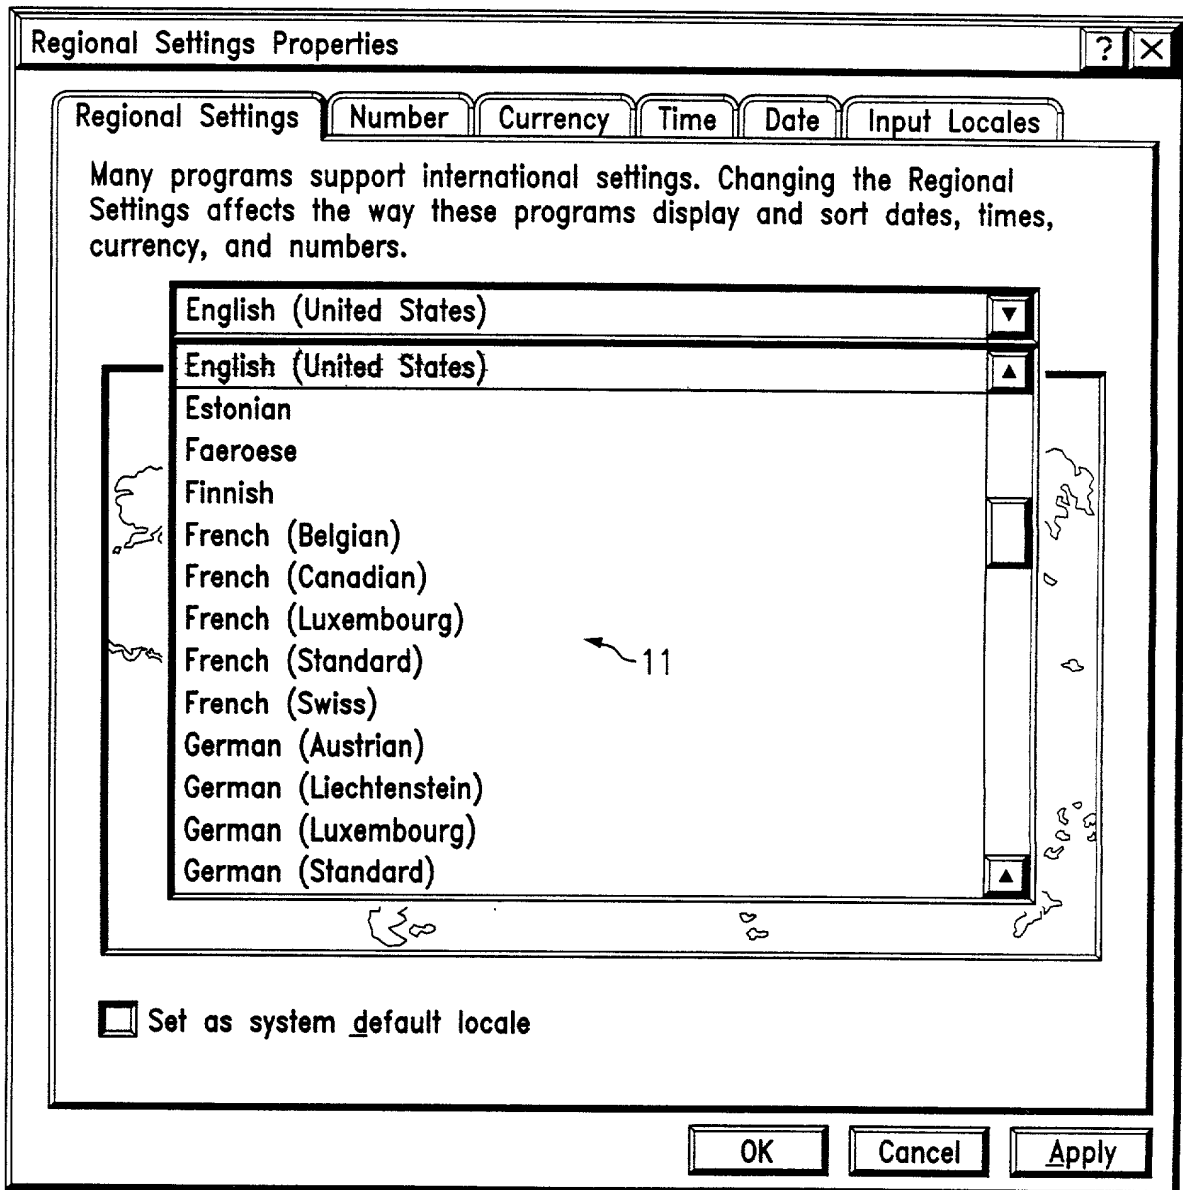 Regional Settings Properties
?
Regional Settings Number Currency Time Date Input Locales
Many programs support international settings. Changing the Regional
Settings affects the way these programs display and sort dates, times,
currency, and numbers.
English (United States)
English (United States)
Estonian
Faeroese
Finnish
French (Belgian)
French (Canadian)
French (Luxembourg)
French (Standard)
11
French (Swiss)
German (Austrian)
German (Liechtenstein)
German (Luxembourg)
German (Standard)
Set as system default locale
OK Cancel Apply